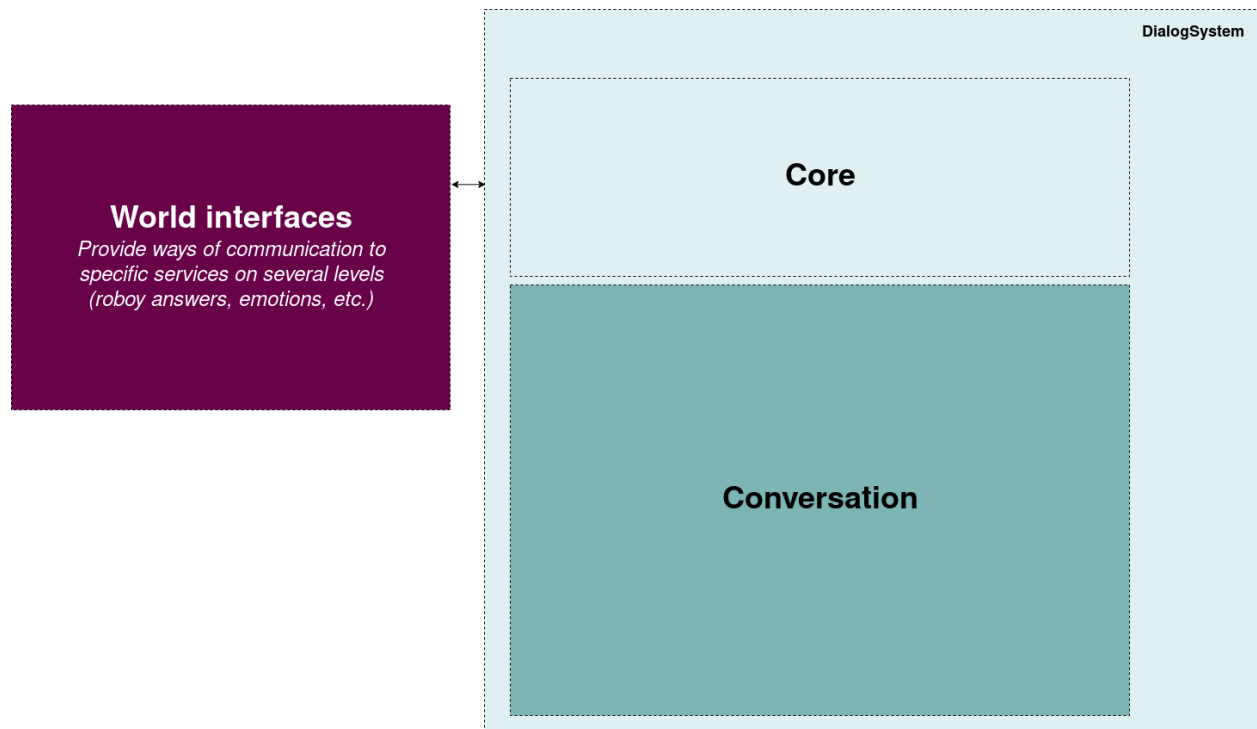 DialogSystem
Core
World interfaces
Provide ways of communication to
specific services on several levels
(roboy answers, emotions, etc.)
Conversation